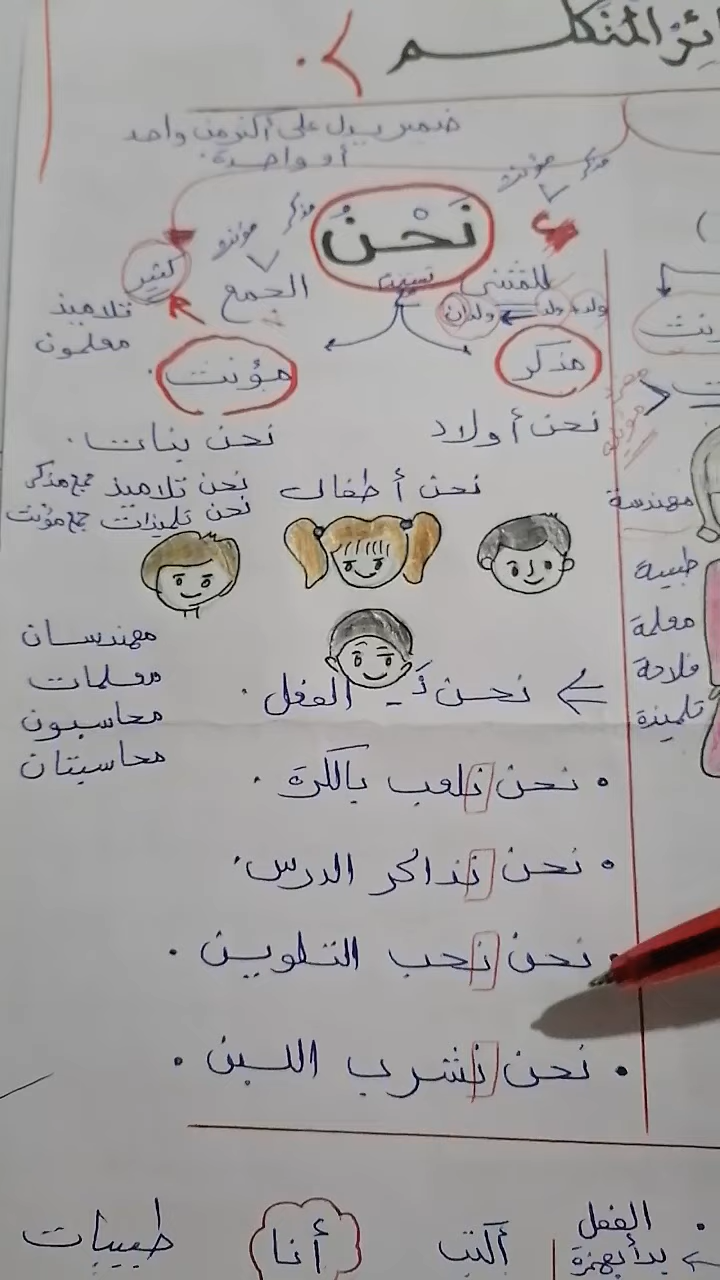 ضمائر المتكلم
ضمير يدل على أكثر من واحد
أو واحدة.
مذكر مؤنث
مذكر مؤنث
نَحْنُ
كثير
الجمع
للمثنى
ولد + ولد ولدان
تلاميذ
معلمون
مذكر
مؤنث
نحن أولاد
نحن بنات.
نحن أطفال
نحن تلاميذ جمع مذكر
نحن تلميذات جمع مؤنث
مهندسة
طبيبة
معلمة
فلاحة
تلميذة
مهندسان
معلمات
محاسبون
محاسبتان
نحن نَـ الفعل.
• نحن نلعب بالكرة.
• نحن نذاكر الدرس.
• نحن نحب التلوين.
• نحن نشرب اللبن.
• الفعل
يبدأ بهمزة
أكتب
أنا
طبيبات